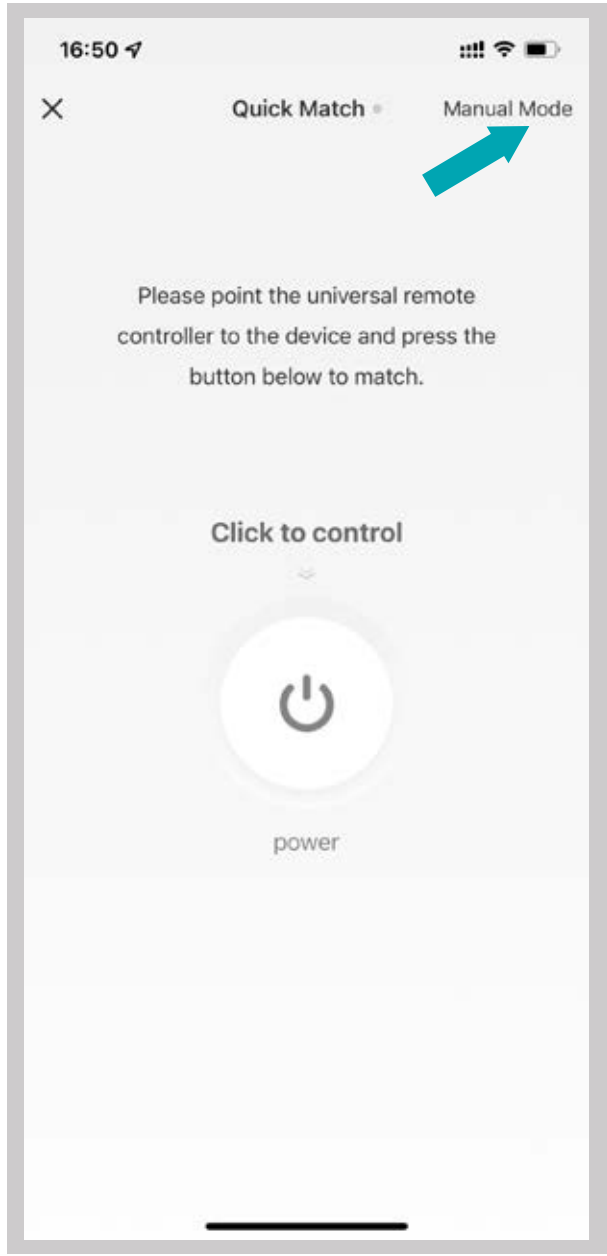 16:50
Quick Match
Manual Mode
Please point the universal remote
controller to the device and press the
button below to match.
Click to control
power